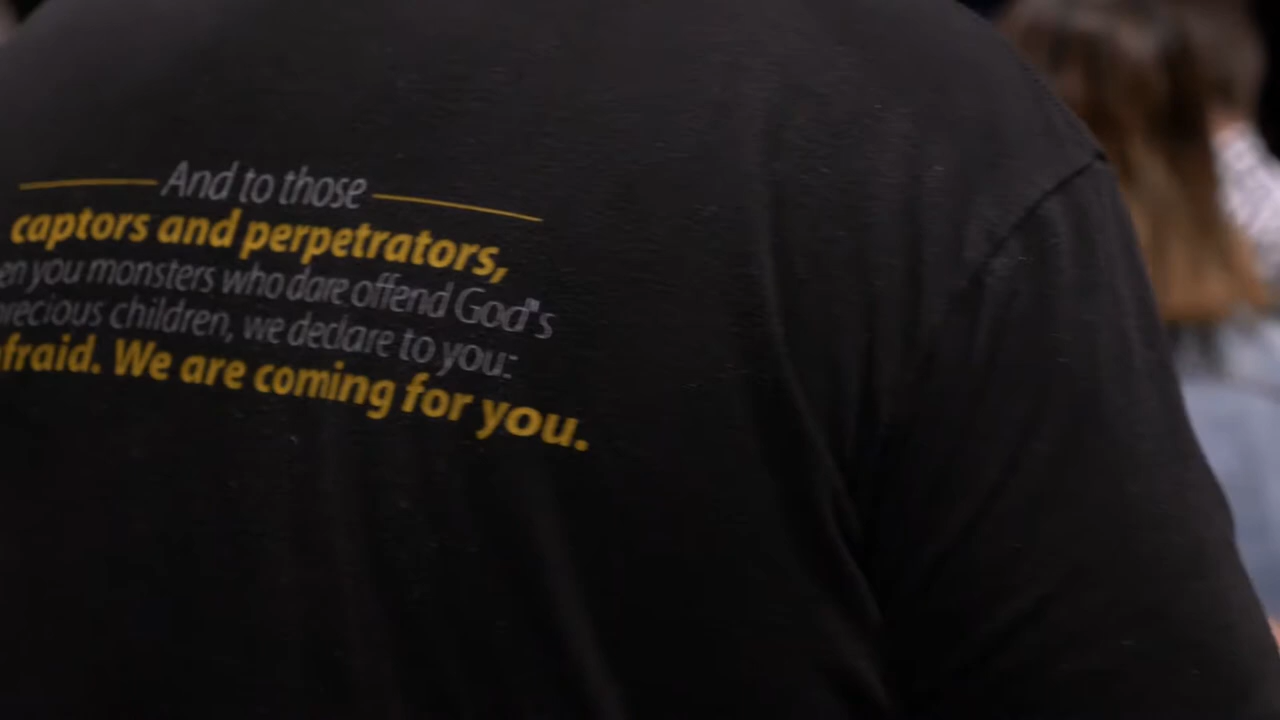 And to those
captors and perpetrators,
you monsters who dare offend God"s
children, we declare to you:
We are coming for you.